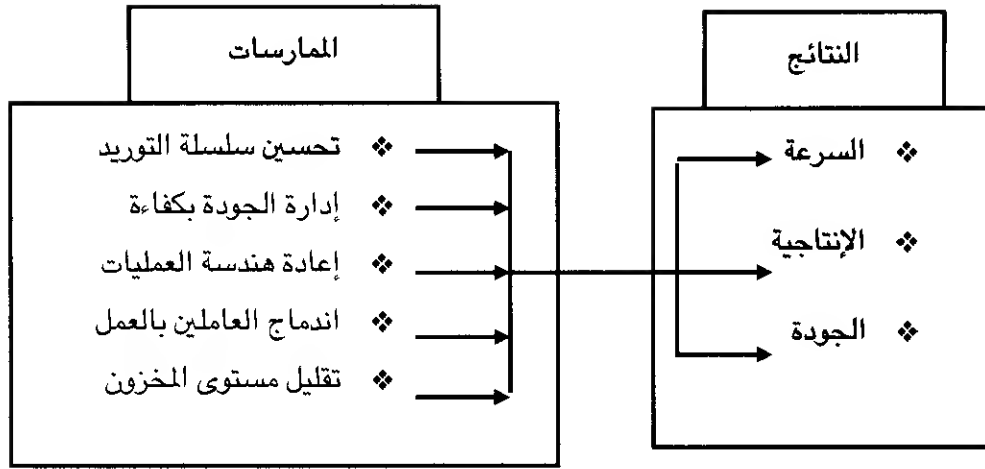 الممارسات
❖ تحسين سلسلة التوريد
❖ إدارة الجودة بكفاءة
❖ إعادة هندسة العمليات
❖ اندماج العاملين بالعمل
❖ تقليل مستوى المخزون
النتائج
❖ السرعة
❖ الإنتاجية
❖ الجودة